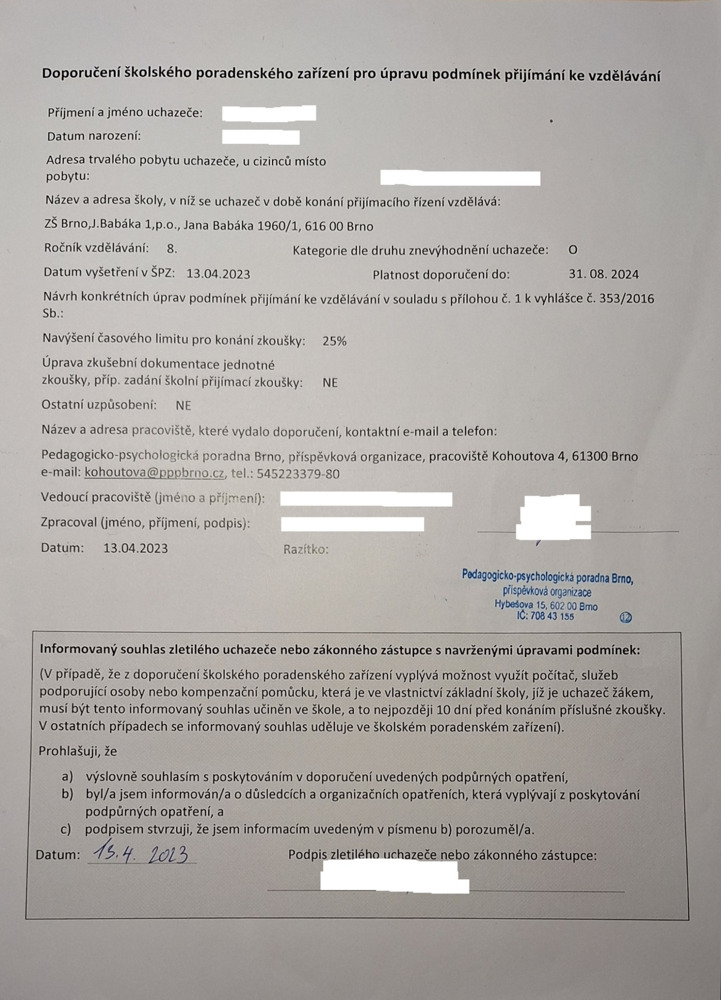 Doporučení školského poradenského zařízení pro úpravu podmínek přijímání ke vzdělávání
Příjmení a jméno uchazeče:
Datum narození:
Adresa trvalého pobytu uchazeče, u cizinců místo
pobytu:
Název a adresa školy, v níž se uchazeč v době konání přijímacího řízení vzdělává:
ZŠ Brno,J.Babáka 1,p.o., Jana Babáka 1960/1, 616 00 Brno
Ročník vzdělávání: 8. Kategorie dle druhu znevýhodnění uchazeče: O
Datum vyšetření v ŠPZ: 13.04.2023 Platnost doporučení do: 31. 08. 2024
Návrh konkrétních úprav podmínek přijímání ke vzdělávání v souladu s přílohou č. 1 k vyhlášce č. 353/2016
Sb.:
Navýšení časového limitu pro konání zkoušky: 25%
Úprava zkušební dokumentace jednotné
zkoušky, příp. zadání školní přijímací zkoušky: NE
Ostatní uzpůsobení: NE
Název a adresa pracoviště, které vydalo doporučení, kontaktní e-mail a telefon:
Pedagogicko-psychologická poradna Brno, příspěvková organizace, pracoviště Kohoutova 4, 61300 Brno
e-mail: kohoutova@pppbrno.cz, tel.: 545223379-80
Vedoucí pracoviště (jméno a příjmení):
Zpracoval (jméno, příjmení, podpis):
Datum: 13.04.2023 Razítko:
Pedagogicko-psychologická poradna Brno,
příspěvková organizace
Hybešova 15, 602 00 Brno
IČ: 708 43 155 12
Informovaný souhlas zletilého uchazeče nebo zákonného zástupce s navrženými úpravami podmínek:
(V případě, že z doporučení školského poradenského zařízení vyplývá možnost využít počítač, služeb
podporující osoby nebo kompenzační pomůcku, která je ve vlastnictví základní školy, jíž je uchazeč žákem,
musí být tento informovaný souhlas učiněn ve škole, a to nejpozději 10 dní před konáním příslušné zkoušky.
V ostatních případech se informovaný souhlas uděluje ve školském poradenském zařízení).
Prohlašuji, že
a) výslovně souhlasím s poskytováním v doporučení uvedených podpůrných opatření,
b) byl/a jsem informován/a o důsledcích a organizačních opatřeních, která vyplývají z poskytování
podpůrných opatření, a
c) podpisem stvrzuji, že jsem informacím uvedeným v písmenu b) porozuměl/a.
Datum: 13.4. 2023 Podpis zletilého uchazeče nebo zákonného zástupce: